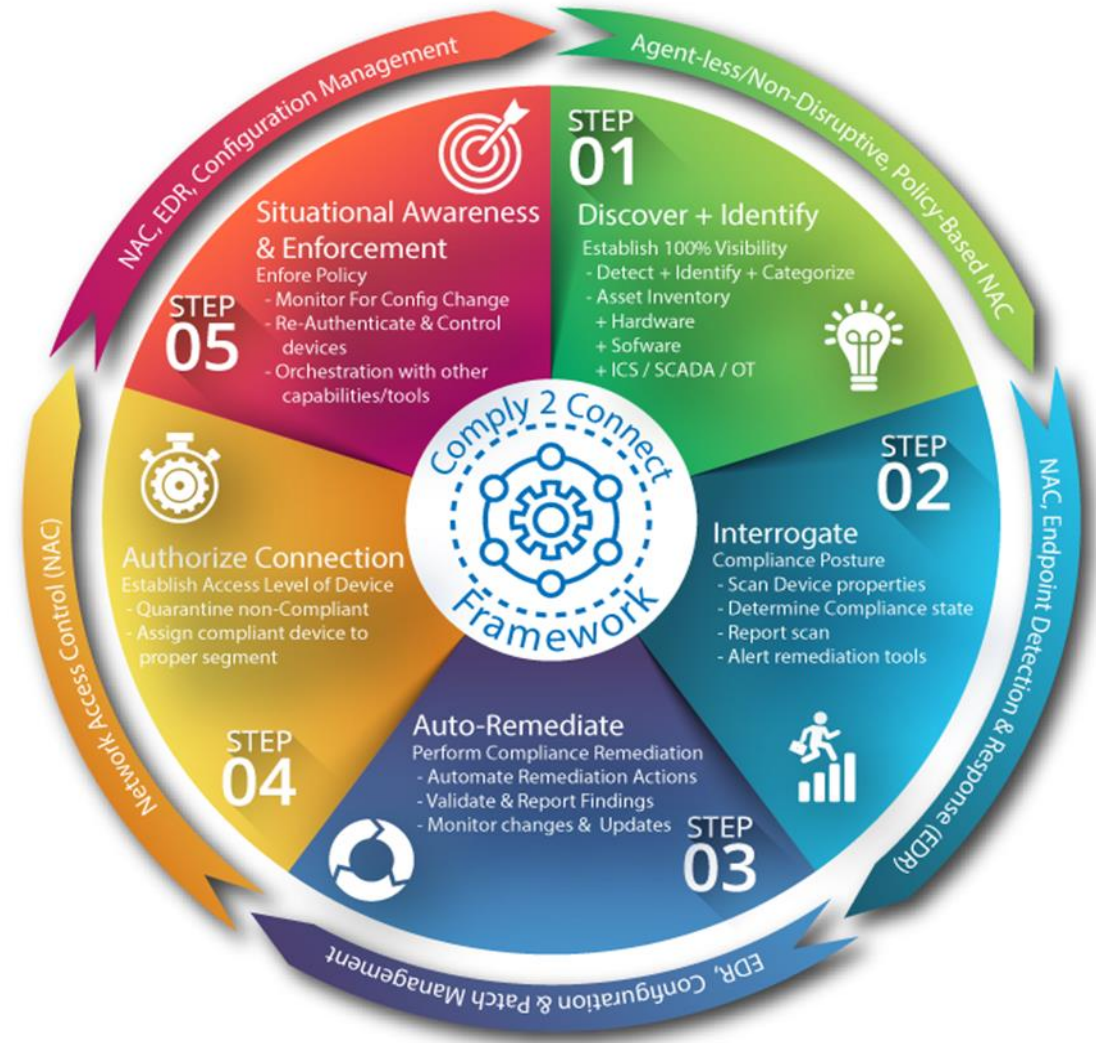 Comply 2 Connect
Framework
Agent-less/Non-Disruptive, Policy-Based NAC
STEP
01
Discover + Identify
Establish 100% Visibility
- Detect + Identify + Categorize
- Asset Inventory
+ Hardware
+ Sofware
+ ICS / SCADA / OT
NAC, Endpoint Detection & Response (EDR)
STEP
02
Interrogate
Compliance Posture
- Scan Device properties
- Determine Compliance state
- Report scan
- Alert remediation tools
EDR, Configuration & Patch Management
Auto-Remediate
Perform Compliance Remediation
- Automate Remediation Actions
- Validate & Report Findings
- Monitor changes & Updates
STEP
03
Network Access Control (NAC)
Authorize Connection
Establish Access Level of Device
- Quarantine non-Compliant
- Assign compliant device to
proper segment
STEP
04
NAC, EDR, Configuration Management
Situational Awareness
& Enforcement
Enfore Policy
- Monitor For Config Change
- Re-Authenticate & Control
devices
- Orchestration with other
capabilities/tools
STEP
05